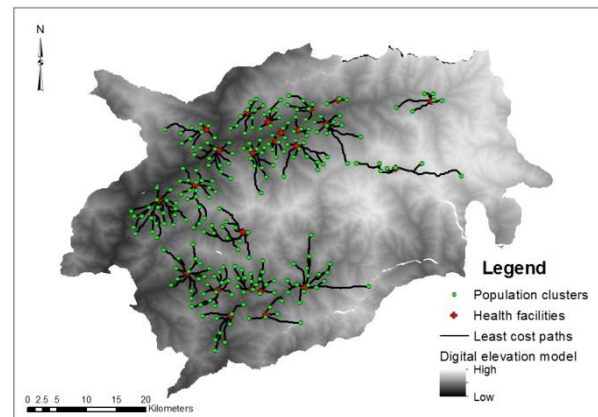 N
Legend
Population clusters
Health facilities
Least cost paths
Digital elevation model
High
Low
0 2.5 5 10 15 20
Kilometers